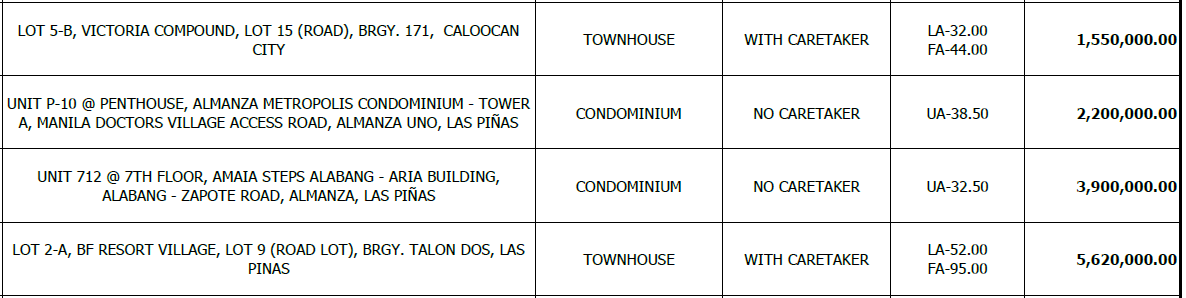 LOT 5-B, VICTORIA COMPOUND, LOT 15 (ROAD), BRGY. 171, CALOOCAN
CITY
TOWNHOUSE
WITH CARETAKER
LA-32.00
FA-44.00
1,550,000.00
UNIT P-10 @ PENTHOUSE, ALMANZA METROPOLIS CONDOMINIUM - TOWER
A, MANILA DOCTORS VILLAGE ACCESS ROAD, ALMANZA UNO, LAS PIÑAS
CONDOMINIUM
NO CARETAKER
UA-38.50
2,200,000.00
UNIT 712 @ 7TH FLOOR, AMAIA STEPS ALABANG - ARIA BUILDING,
ALABANG - ZAPOTE ROAD, ALMANZA, LAS PIÑAS
CONDOMINIUM
NO CARETAKER
UA-32.50
3,900,000.00
LOT 2-A, BF RESORT VILLAGE, LOT 9 (ROAD LOT), BRGY. TALON DOS, LAS
PINAS
TOWNHOUSE
WITH CARETAKER
LA-52.00
FA-95.00
5,620,000.00